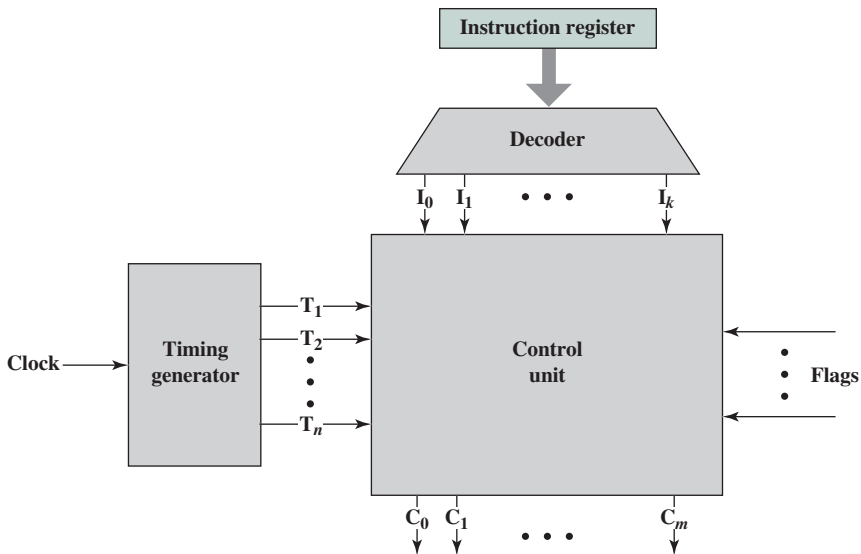 Instruction register
Decoder
I0 I1 • • • Ik
T1
T2
Tn
Clock
Timing
generator
Control
unit
Flags
C0 C1 • • • Cm